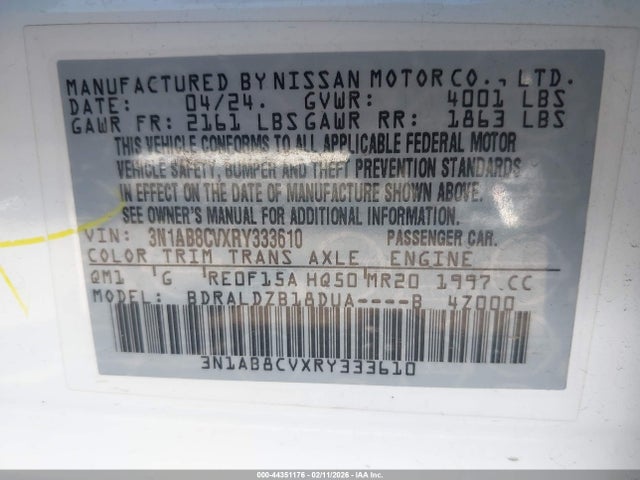 MANUFACTURED BY NISSAN MOTOR CO., LTD.
DATE: 04/24. GVWR: 4001 LBS
GAWR FR: 2161 LBS GAWR RR: 1863 LBS
THIS VEHICLE CONFORMS TO ALL APPLICABLE FEDERAL MOTOR
VEHICLE SAFETY, BUMPER AND THEFT PREVENTION STANDARDS
IN EFFECT ON THE DATE OF MANUFACTURE SHOWN ABOVE.
SEE OWNER'S MANUAL FOR ADDITIONAL INFORMATION.
VIN: 3N1AB8CVXRY333610 PASSENGER CAR.
COLOR TRIM TRANS AXLE ENGINE
QM1 'G RE0F15A HQ50 MR20 1997 CC
MODEL: BDRALDZB18DUA----B 4Z000
3N1AB8CVXRY333610
000-44351176 - 02/11/2026 - IAAI.COM